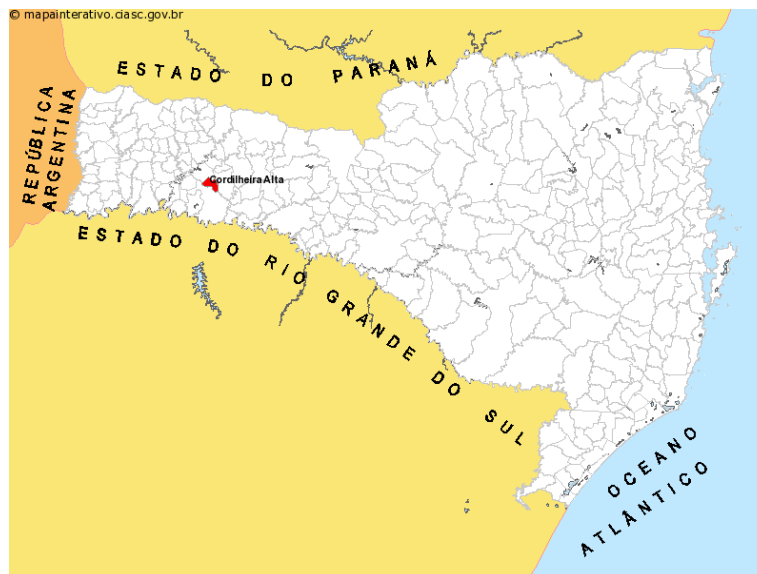 © mapainterativo.ciasc.gov.br
ESTADO DO PARANÁ
REPÚBLICA
ARGENTINA
Cordilheira Alta
ESTADO DO RIO GRANDE DO SUL
OCEANO
ATLÂNTICO